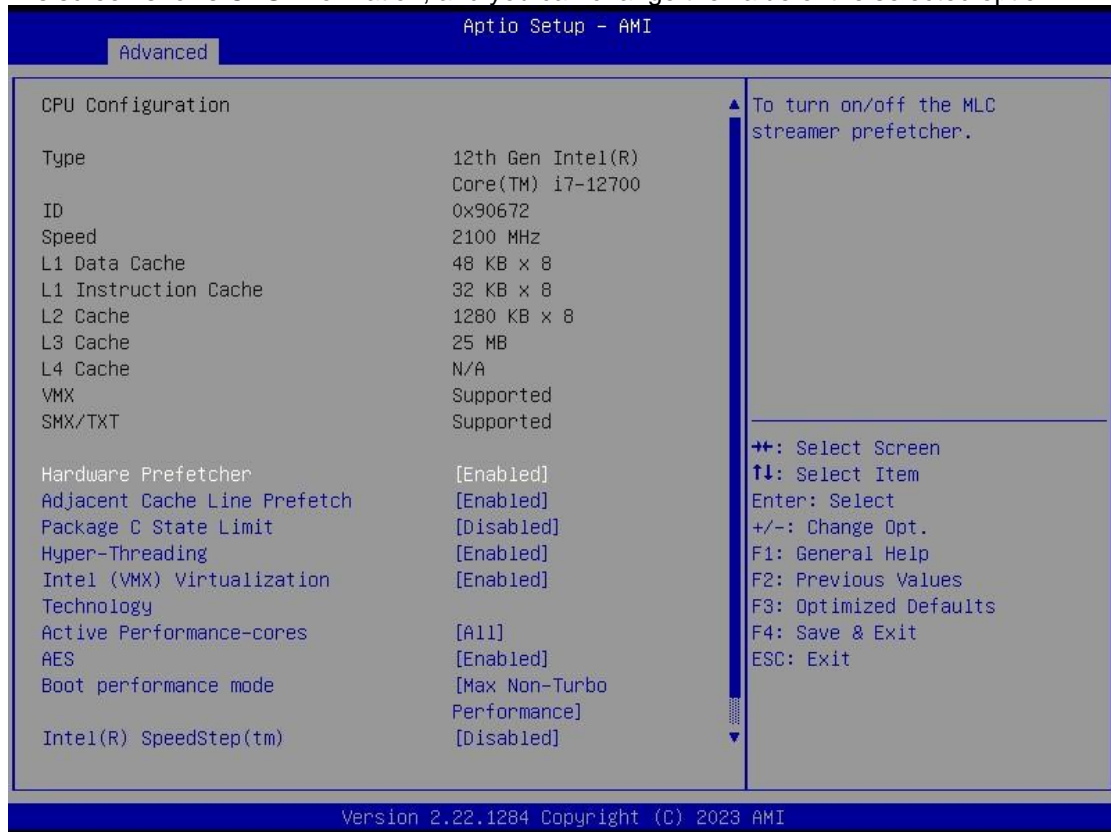 Aptio Setup – AMI
Advanced
CPU Configuration
Type 12th Gen Intel(R)
Core(TM) i7-12700
ID 0x90672
Speed 2100 MHz
L1 Data Cache 48 KB x 8
L1 Instruction Cache 32 KB x 8
L2 Cache 1280 KB x 8
L3 Cache 25 MB
L4 Cache N/A
VMX Supported
SMX/TXT Supported
Hardware Prefetcher [Enabled]
Adjacent Cache Line Prefetch [Enabled]
Package C State Limit [Disabled]
Hyper-Threading [Enabled]
Intel (VMX) Virtualization [Enabled]
Technology
Active Performance-cores [All]
AES [Enabled]
Boot performance mode [Max Non-Turbo
Performance]
Intel(R) SpeedStep(tm) [Disabled]
To turn on/off the MLC
streamer prefetcher.
→←: Select Screen
↑↓: Select Item
Enter: Select
+/-: Change Opt.
F1: General Help
F2: Previous Values
F3: Optimized Defaults
F4: Save & Exit
ESC: Exit
Version 2.22.1284 Copyright (C) 2023 AMI